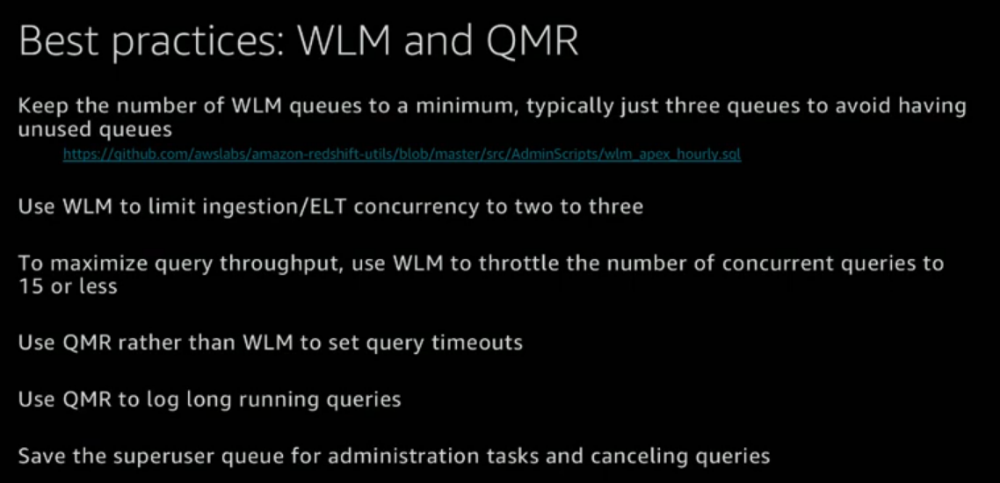 Best practices: WLM and QMR
Keep the number of WLM queues to a minimum, typically just three queues to avoid having
unused queues
https://github.com/awslabs/amazon-redshift-utils/blob/master/src/AdminScripts/wlm_apex_hourly.sql
Use WLM to limit ingestion/ELT concurrency to two to three
To maximize query throughput, use WLM to throttle the number of concurrent queries to
15 or less
Use QMR rather than WLM to set query timeouts
Use QMR to log long running queries
Save the superuser queue for administration tasks and canceling queries